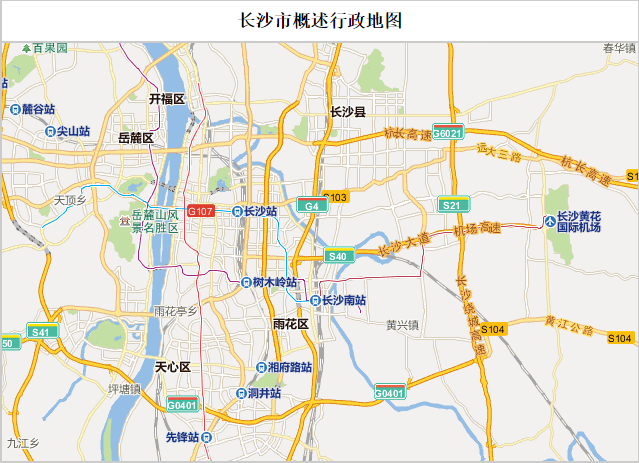 长沙市概述行政地图
百果园
春华镇
站
麓谷站
开福区
长沙县
尖山站
岳麓区
杭长高速
G6021
远大三路
杭长高速
S1
天顶乡
岳麓山风
景名胜区
G107
长沙站
G4
S103
S21
长沙黄花
国际机场
机场高速
长沙大道
S40
树木岭站
长沙南站
长沙绕城高速
雨花亭乡
雨花区
黄兴镇
S104
黄江公路
S104
S41
50
天心区
湘府路站
坪塘镇
洞井站
G0401
G0401
先锋站
九江乡